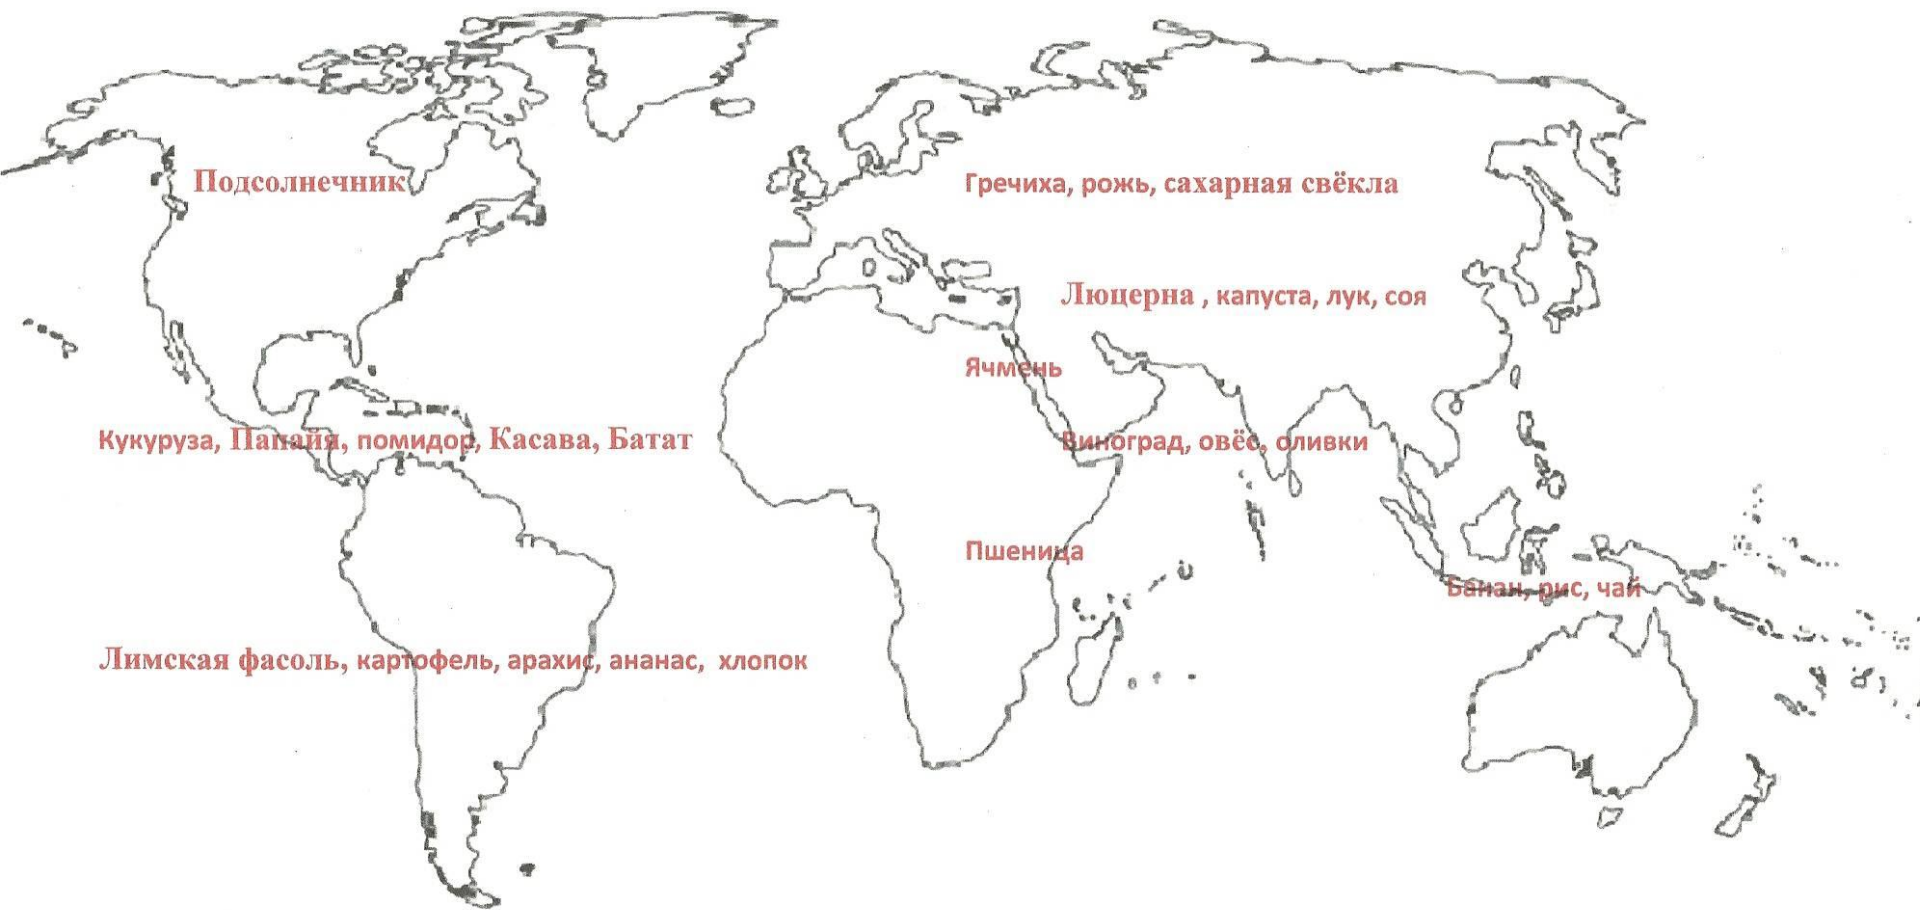 Подсолнечник
Гречиха, рожь, сахарная свёкла
Люцерна , капуста, лук, соя
Ячмень
Кукуруза, Папайя, помидор, Касава, Батат
Виноград, овёс, оливки
Пшеница
Банан, рис, чай
Лимская фасоль, картофель, арахис, ананас, хлопок